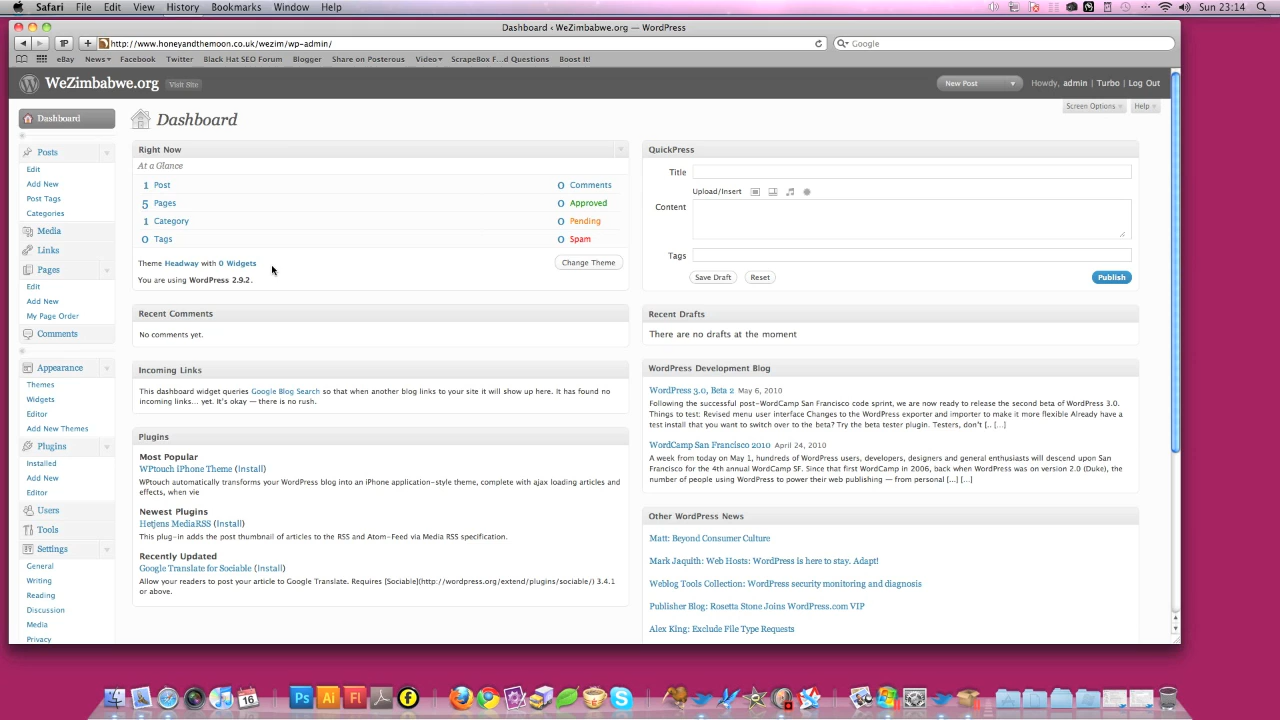 Safari File Edit View History Bookmarks Window Help Sun 23:14
Dashboard ‹ WeZimbabwe.org — WordPress
http://www.honeyandthemoon.co.uk/wezim/wp-admin/ Google
eBay News Facebook Twitter Black Hat SEO Forum Blogger Share on Posterous Video ScrapeBox F...d Questions Boost It!
WeZimbabwe.org Visit Site New Post Howdy, admin | Turbo | Log Out
Screen Options Help
Dashboard
Posts
Edit
Add New
Post Tags
Categories
Media
Links
Pages
Edit
Add New
My Page Order
Comments
Appearance
Themes
Widgets
Editor
Add New Themes
Plugins
Installed
Add New
Editor
Users
Tools
Settings
General
Writing
Reading
Discussion
Media
Privacy
Dashboard
Right Now
At a Glance
1 Post 0 Comments
5 Pages 0 Approved
1 Category 0 Pending
0 Tags 0 Spam
Theme Headway with 0 Widgets Change Theme
You are using WordPress 2.9.2.
Recent Comments
No comments yet.
Incoming Links
This dashboard widget queries Google Blog Search so that when another blog links to your site it will show up here. It has found no
incoming links... yet. It's okay — there is no rush.
Plugins
Most Popular
WPtouch iPhone Theme (Install)
WPtouch automatically transforms your WordPress blog into an iPhone application-style theme, complete with ajax loading articles and
effects, when vie
Newest Plugins
Hetjens MediaRSS (Install)
This plug-in adds the post thumbnail of articles to the RSS and Atom-Feed via Media RSS specification.
Recently Updated
Google Translate for Sociable (Install)
Allow your readers to post your article to Google Translate. Requires [Sociable](http://wordpress.org/extend/plugins/sociable/) 3.4.1
or above.
QuickPress
Title
Upload/Insert
Content
Tags
Save Draft Reset Publish
Recent Drafts
There are no drafts at the moment
WordPress Development Blog
WordPress 3.0, Beta 2 May 6, 2010
Following the successful post-WordCamp San Francisco code sprint, we are now ready to release the second beta of WordPress 3.0.
Things to test: Revised menu user interface Changes to the WordPress exporter and importer to make it more flexible Already have a
test install that you want to switch over to the beta? Try the beta tester plugin. Testers, don"t [.. [...]
WordCamp San Francisco 2010 April 24, 2010
A week from today on May 1, hundreds of WordPress users, developers, designers and general enthusiasts will descend upon San
Francisco for the 4th annual WordCamp SF. Since that first WordCamp in 2006, back when WordPress was on version 2.0 (Duke), the
number of people using WordPress to power their web publishing — from personal [...] [...]
Other WordPress News
Matt: Beyond Consumer Culture
Mark Jaquith: Web Hosts: WordPress is here to stay. Adapt!
Weblog Tools Collection: WordPress security monitoring and diagnosis
Publisher Blog: Rosetta Stone Joins WordPress.com VIP
Alex King: Exclude File Type Requests
16 Ps Ai Fl f S